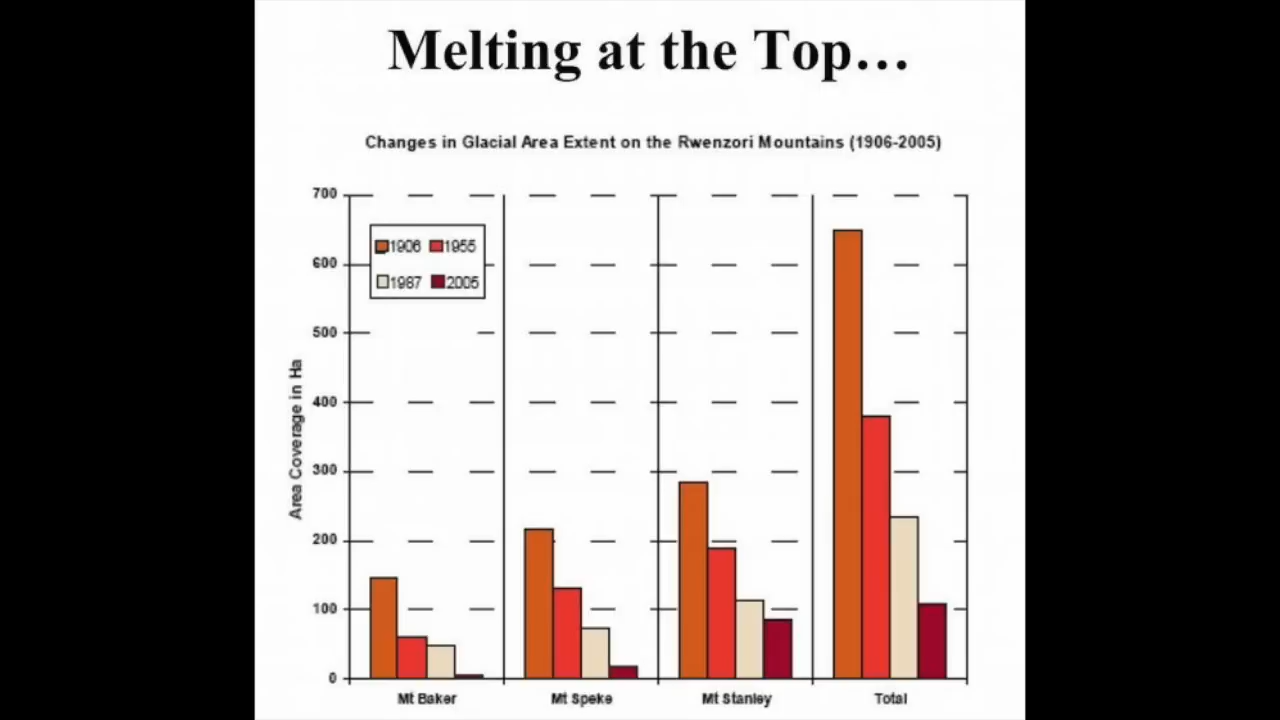 Melting at the Top…
Changes in Glacial Area Extent on the Rwenzori Mountains (1906-2005)
700
600
500
400
300
200
100
0
Area Coverage in Ha
1906 1955
1987 2005
Mt Baker Mt Speke Mt Stanley Total